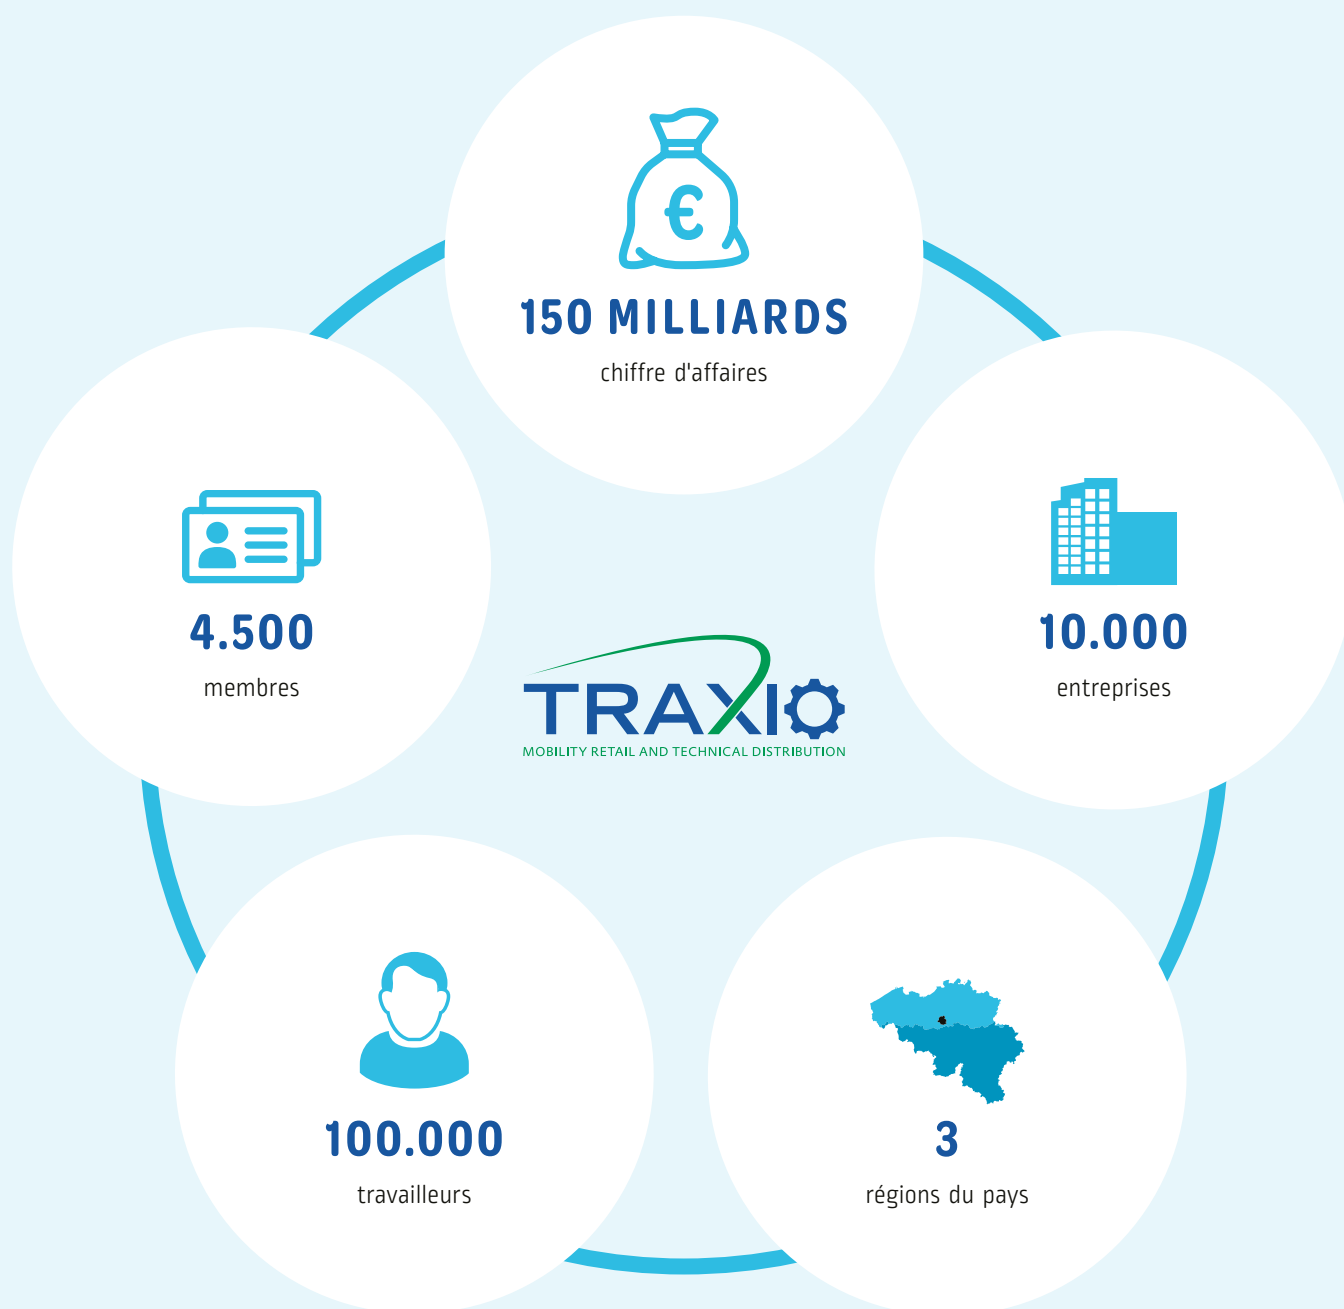 €
150 MILLIARDS
chiffre d'affaires
4.500
membres
10.000
entreprises
TRAXIO
MOBILITY RETAIL AND TECHNICAL DISTRIBUTION
100.000
travailleurs
3
régions du pays